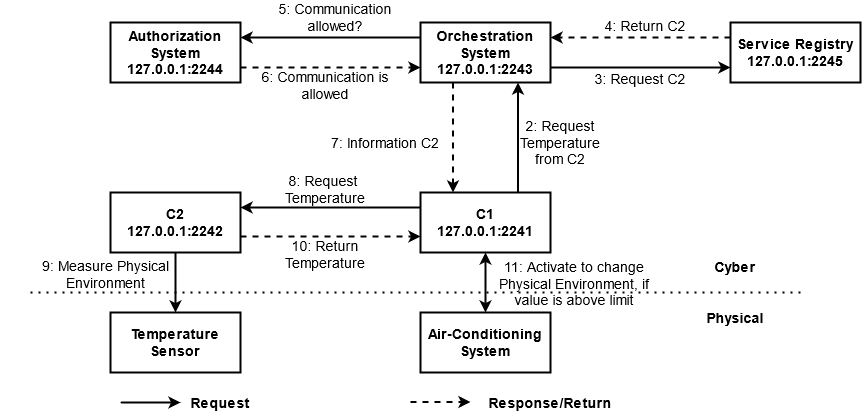 5: Communication
allowed?
Authorization
System
127.0.0.1:2244
Orchestration
System
127.0.0.1:2243
4: Return C2
Service Registry
127.0.0.1:2245
6: Communication is
allowed
3: Request C2
7: Information C2
2: Request
Temperature
from C2
8: Request
Temperature
C2
127.0.0.1:2242
C1
127.0.0.1:2241
10: Return
Temperature
9: Measure Physical
Environment
11: Activate to change
Physical Environment, if
value is above limit
Cyber
Physical
Temperature
Sensor
Air-Conditioning
System
Request
Response/Return